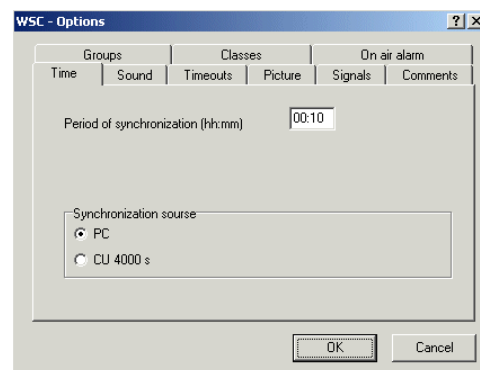 WSC - Options
Groups Classes On air alarm
Time Sound Timeouts Picture Signals Comments
Period of synchronization (hh:mm) 00:10
Synchronization sourse
PC
CU 4000 s
OK Cancel